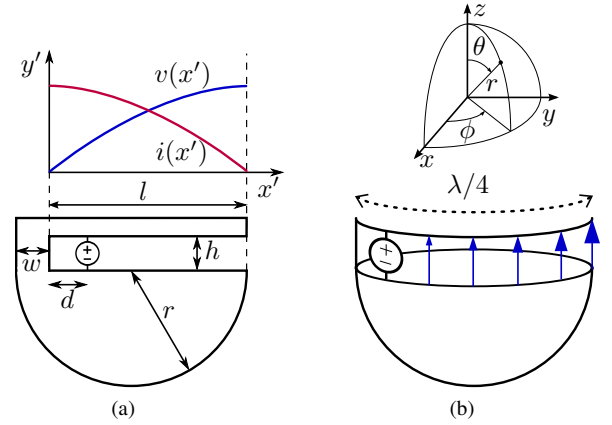 y′
v(x′)
i(x′)
x′
l
w
d
h
r
+
−
(a)
z
θ
r
y
ϕ
x
λ/4
+
−
(b)